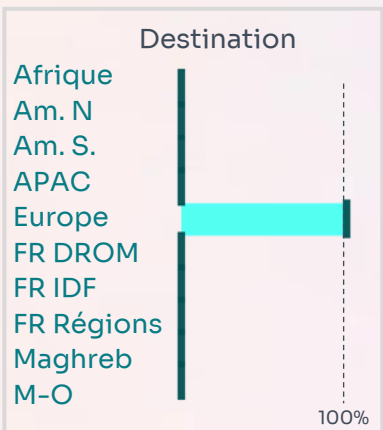 Destination
Afrique
Am. N
Am. S.
APAC
Europe
FR DROM
FR IDF
FR Régions
Maghreb
M-O
100%